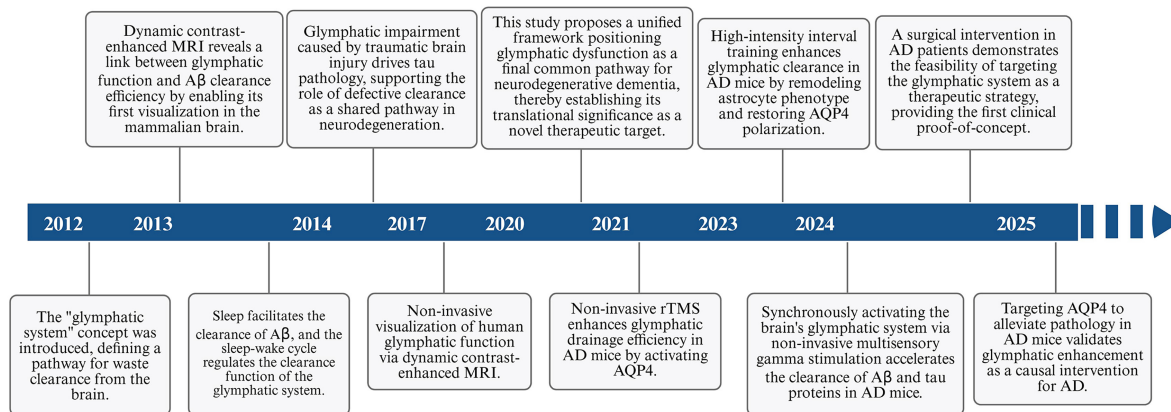 Dynamic contrast-
enhanced MRI reveals a
link between glymphatic
function and Aβ clearance
efficiency by enabling its
first visualization in the
mammalian brain.
Glymphatic impairment
caused by traumatic brain
injury drives tau
pathology, supporting the
role of defective clearance
as a shared pathway in
neurodegeneration.
This study proposes a unified
framework positioning
glymphatic dysfunction as a
final common pathway for
neurodegenerative dementia,
thereby establishing its
translational significance as a
novel therapeutic target.
High-intensity interval
training enhances
glymphatic clearance in
AD mice by remodeling
astrocyte phenotype
and restoring AQP4
polarization.
A surgical intervention in
AD patients demonstrates
the feasibility of targeting
the glymphatic system as a
therapeutic strategy,
providing the first clinical
proof-of-concept.
2012 2013 2014 2017 2020 2021 2023 2024 2025
The "glymphatic
system" concept was
introduced, defining a
pathway for waste
clearance from the
brain.
Sleep facilitates the
clearance of Aβ, and the
sleep-wake cycle
regulates the clearance
function of the
glymphatic system.
Non-invasive
visualization of human
glymphatic function
via dynamic contrast-
enhanced MRI.
Non-invasive rTMS
enhances glymphatic
drainage efficiency in
AD mice by activating
AQP4.
Synchronously activating the
brain's glymphatic system via
non-invasive multisensory
gamma stimulation accelerates
the clearance of Aβ and tau
proteins in AD mice.
Targeting AQP4 to
alleviate pathology in
AD mice validates
glymphatic enhancement
as a causal intervention
for AD.